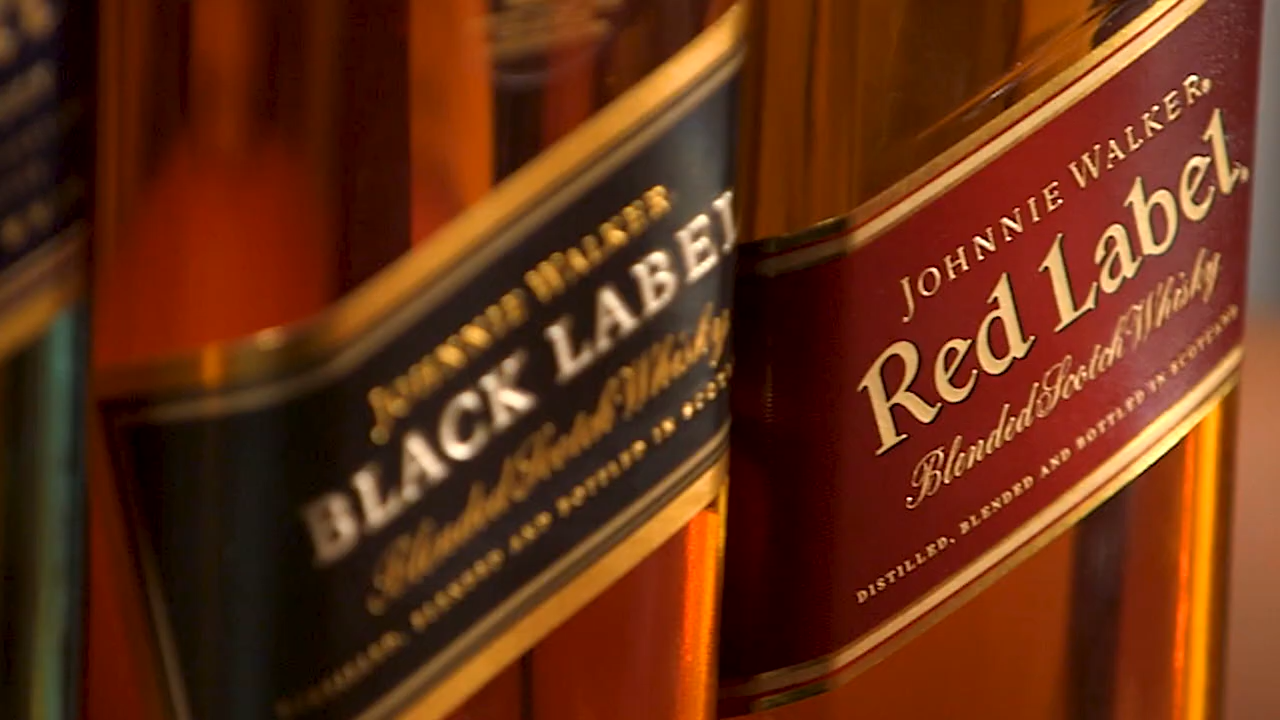 JOHNNIE WALKER
BLACK LABEL
Blended Scotch Whisky
DISTILLED, BLENDED AND BOTTLED IN
JOHNNIE WALKER®
Red Label.
Blended Scotch Whisky
DISTILLED, BLENDED AND BOTTLED IN SCOTLAND